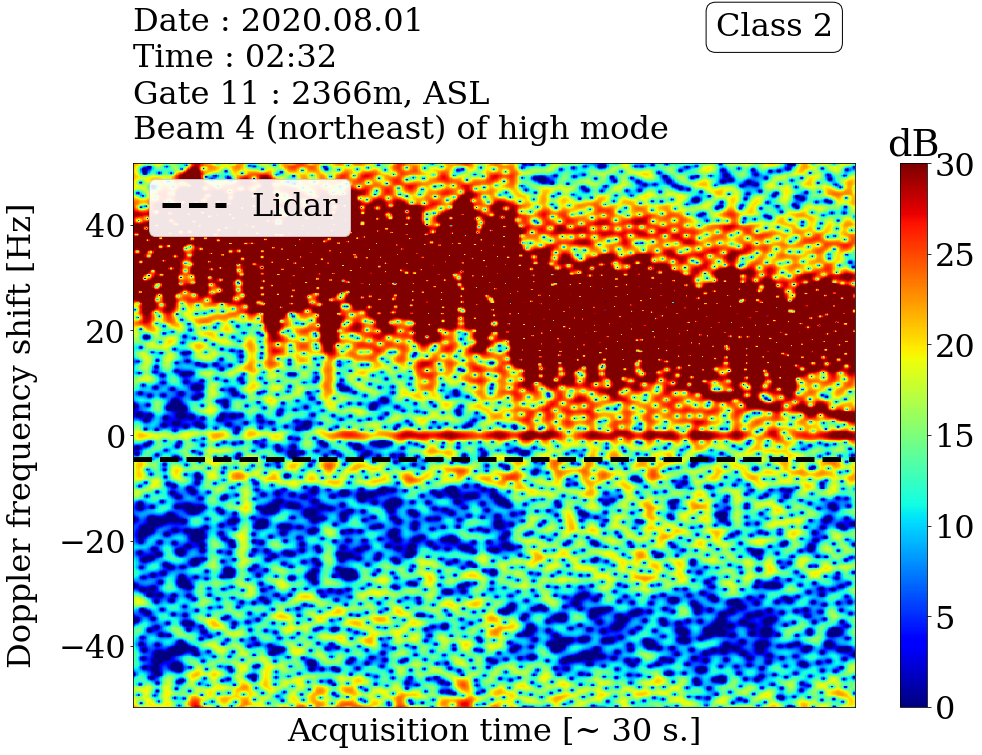 Date : 2020.08.01
Time : 02:32
Gate 11 : 2366m, ASL
Beam 4 (northeast) of high mode
Class 2
dB
Lidar
Doppler frequency shift [Hz]
40
20
0
−20
−40
30
25
20
15
10
5
0
Acquisition time [~ 30 s.]